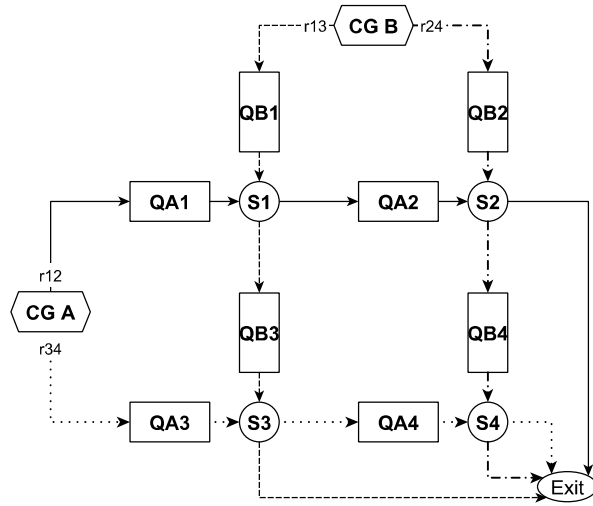 r13 CG B r24
QB1 QB2
QA1 S1 QA2 S2
r12
CG A
r34
QB3 QB4
QA3 S3 QA4 S4
Exit